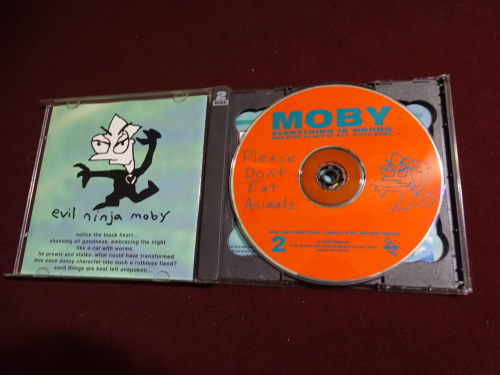 evil ninja moby
notice the black heart...
shunning all goodness. embracing the night
like a cat with worms.
he prowls and stalks. what could have transformed
this once sunny character into such a ruthless fiend?
such things are best left unspoken...
2
MOBY
EVERYTHING IS WRONG
Please
Dont
Eat
Animals.
2